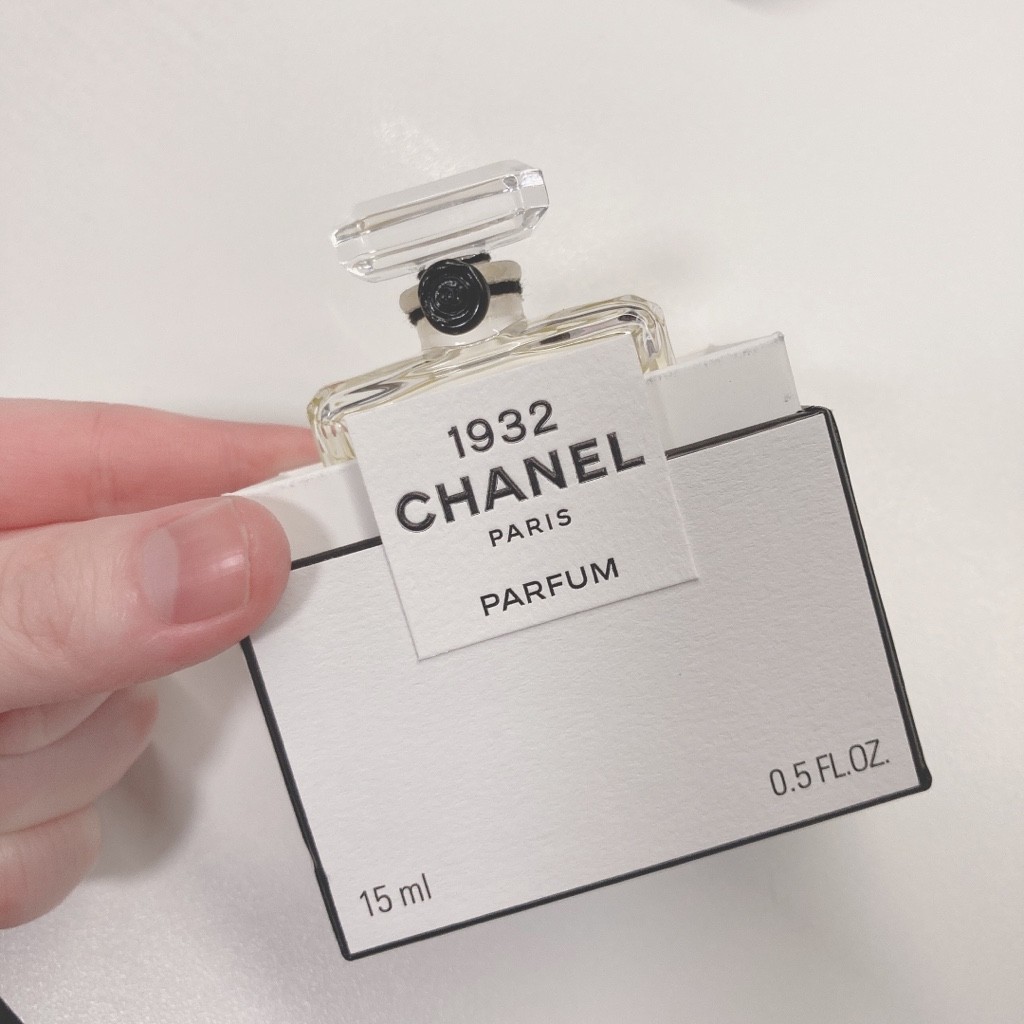 1932
CHANEL
PARIS
PARFUM
0.5 FL.OZ.
15 ml